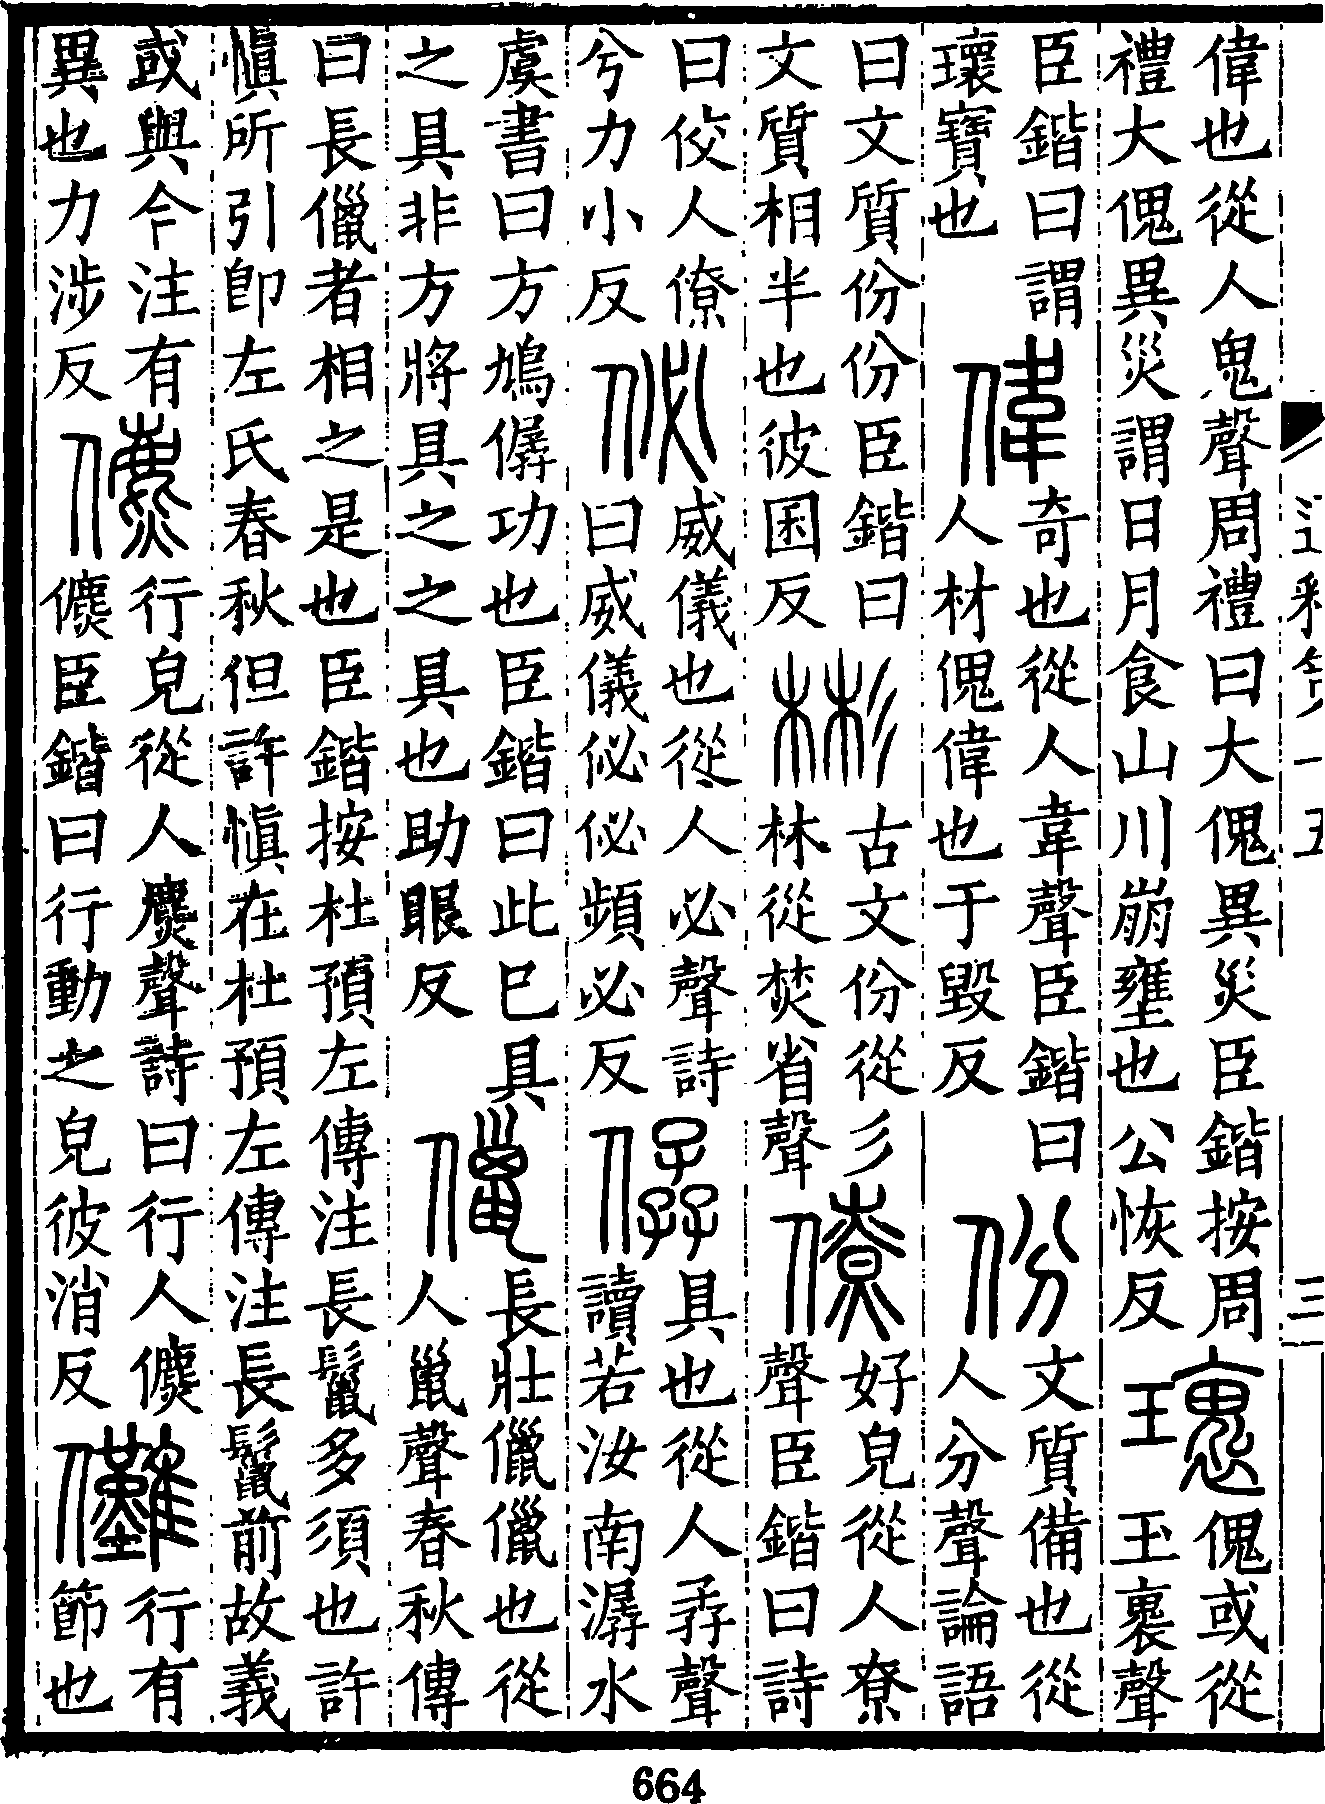 偉也從人鬼聲周禮曰大傀異災臣鍇按周
禮大傀異災謂日月食山川崩壅也公恢反
瓌
傀或從
玉褱聲
臣鍇曰謂
瓌寶也
偉
奇也從人韋聲臣鍇曰
人材傀偉也于毀反
份
文質備也從
人分聲論語
曰文質份份臣鍇曰
文質相半也彼困反
彬
古文份從彡
林林從焚省聲
僚
好皃從人尞
聲臣鍇曰詩
曰佼人僚
兮力小反
佖
威儀也從人必聲詩
曰威儀佖佖頻必反
僝
具也從人孨聲
讀若汝南潺水
虞書曰方鳩僝功也臣鍇曰此巳具
之具非方將具之之具也助眼反
儠
長壯儠儠也從
人巤聲春秋傳
曰長儠者相之是也臣鍇按杜預左傳注長鬣多須也許
慎所引卽左氏春秋但許慎在杜預左傳注長鬣前故義
或與今注有
異也力涉反
儦
行皃從人麃聲詩曰行人儦
儦臣鍇曰行動之皃彼消反
儺
行有
節也
三
664